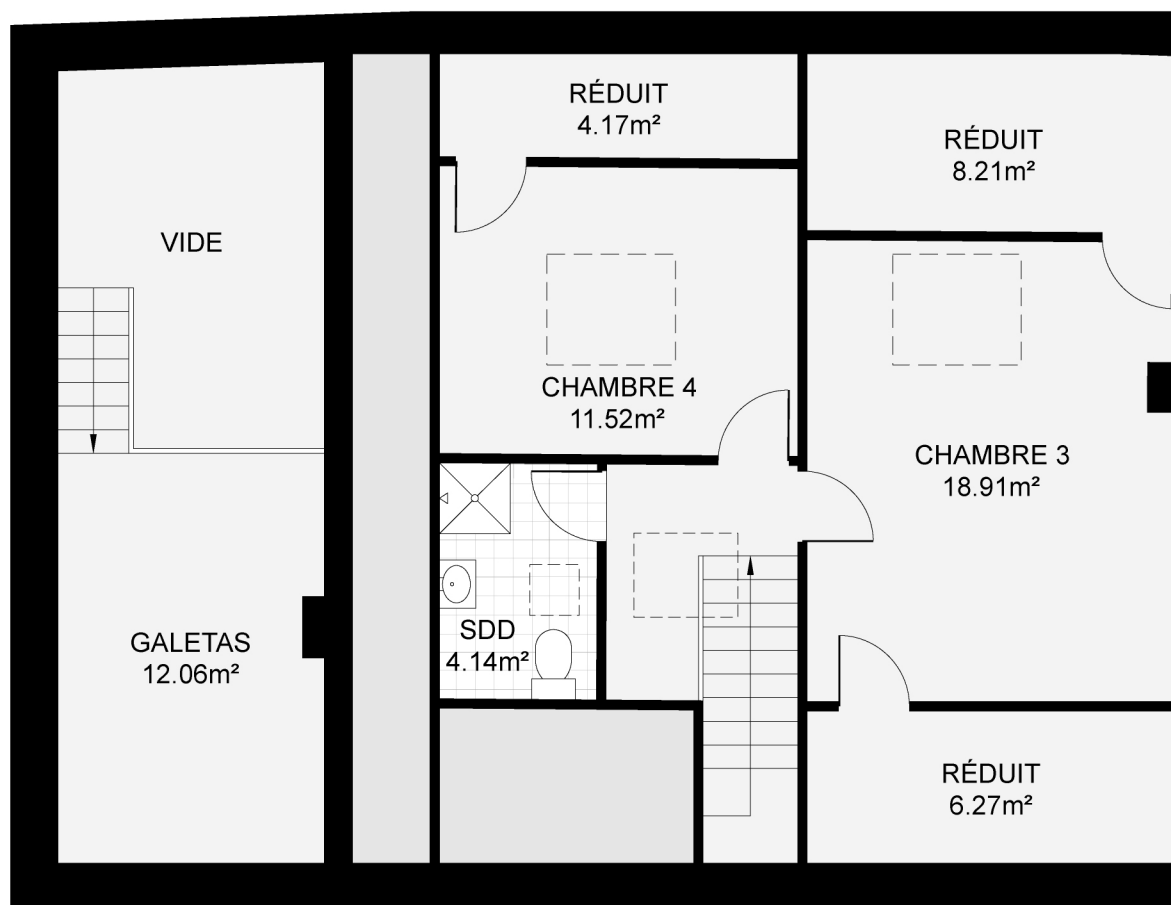 RÉDUIT
4.17m²
RÉDUIT
8.21m²
VIDE
CHAMBRE 4
11.52m²
CHAMBRE 3
18.91m²
SDD
4.14m²
GALETAS
12.06m²
RÉDUIT
6.27m²